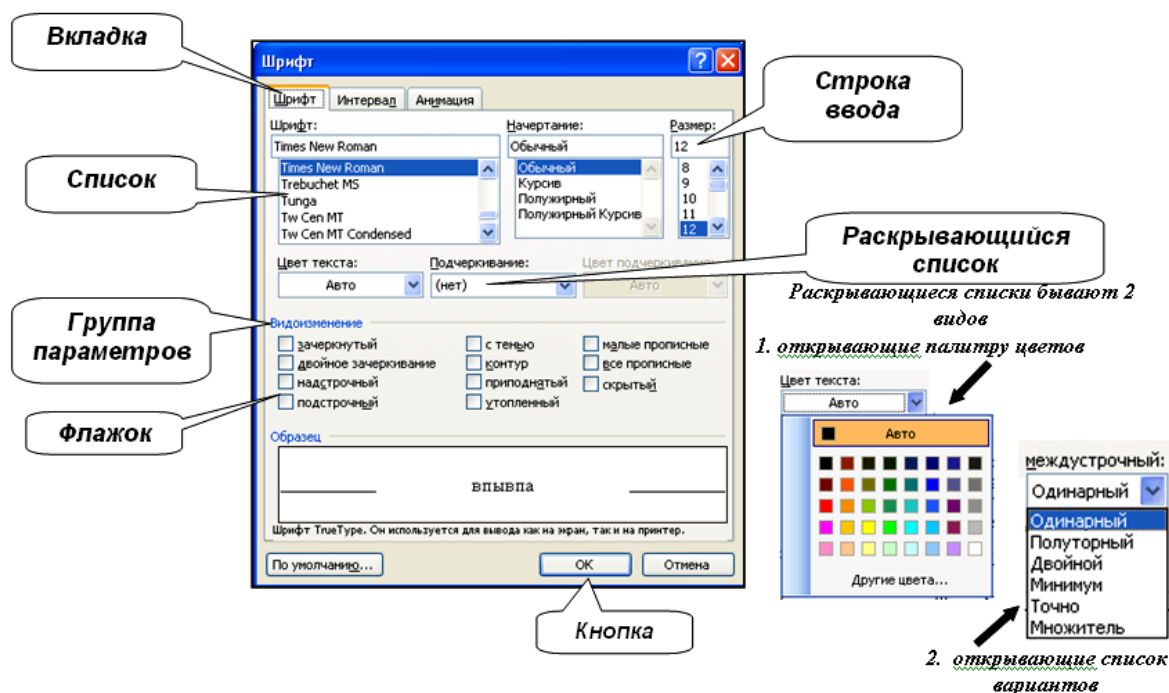 Вкладка
Шрифт
Строка
ввода
Шрифт Интервал Анимация
Шрифт: Начертание: Размер:
Times New Roman Обычный 12
Список
Times New Roman Обычный 8
Trebuchet MS Курсив 9
Tunga Полужирный 10
Tw Cen MT Полужирный Курсив 11
Tw Cen MT Condensed 12
Раскрывающийся
список
Цвет текста: Подчеркивание: Цвет подчеркивания:
Авто (нет) Авто
Раскрывающиеся списки бывают 2
видов
1. открывающие палитру цветов
Группа
параметров
Видоизменение
зачеркнутый с тенью малые прописные
двойное зачеркивание контур все прописные
надстрочный приподнятый скрытый
подстрочный утопленный
Флажок
Образец
впывпа
Шрифт TrueType. Он используется для вывода как на экран, так и на принтер.
По умолчанию... ОК Отмена
Кнопка
Цвет текста:
Авто
Авто
Другие цвета...
междустрочный:
Одинарный
Одинарный
Полуторный
Двойной
Минимум
Точно
Множитель
2. открывающие список
вариантов